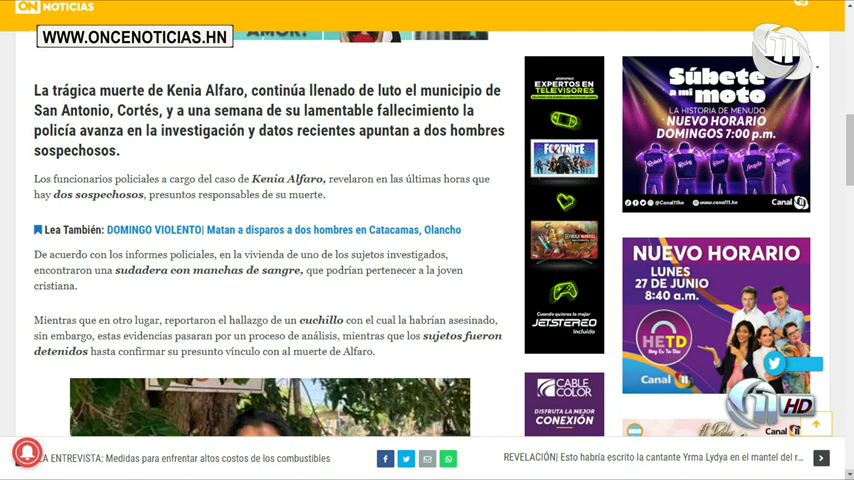 ON NOTICIAS
WWW.ONCENOTICIAS.HN
La trágica muerte de Kenia Alfaro, continúa llenado de luto el municipio de
San Antonio, Cortés, y a una semana de su lamentable fallecimiento la
policía avanza en la investigación y datos recientes apuntan a dos hombres
sospechosos.
Los funcionarios policiales a cargo del caso de Kenia Alfaro, revelaron en las últimas horas que
hay dos sospechosos, presuntos responsables de su muerte.
Lea También: DOMINGO VIOLENTO| Matan a disparos a dos hombres en Catacamas, Olancho
De acuerdo con los informes policiales, en la vivienda de uno de los sujetos investigados,
encontraron una sudadera con manchas de sangre, que podrían pertenecer a la joven
cristiana.
Mientras que en otro lugar, reportaron el hallazgo de un cuchillo con el cual la habrían asesinado,
sin embargo, estas evidencias pasaran por un proceso de análisis, mientras que los sujetos fueron
detenidos hasta confirmar su presunto vínculo con al muerte de Alfaro.
EXPERTOS EN
TELEVISORES
FORTNITE
Cuando quieres lo mejor
JETSTEREO
Incluido
CABLE
COLOR
DISFRUTA LA MEJOR
CONEXIÓN
Súbete
a mi
moto
LA HISTORIA DE MENUDO
NUEVO HORARIO
DOMINGOS 7:00 p.m.
/Canal11hn
www.canal11.hn
Canal 11
NUEVO HORARIO
LUNES
27 DE JUNIO
8:40 a.m.
HETD
Hoy Es Tu Día
Canal 11
11 HD
Canal 11
LA ENTREVISTA: Medidas para enfrentar altos costos de los combustibles
REVELACIÓN| Esto habría escrito la cantante Yrma Lydya en el mantel del r...